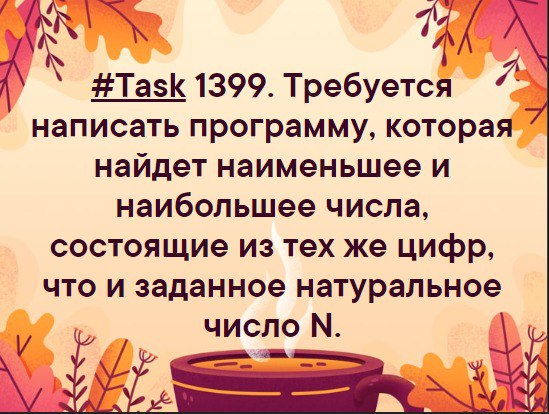 #Task 1399. Требуется
написать программу, которая
найдет наименьшее и
наибольшее числа,
состоящие из тех же цифр,
что и заданное натуральное
число N.